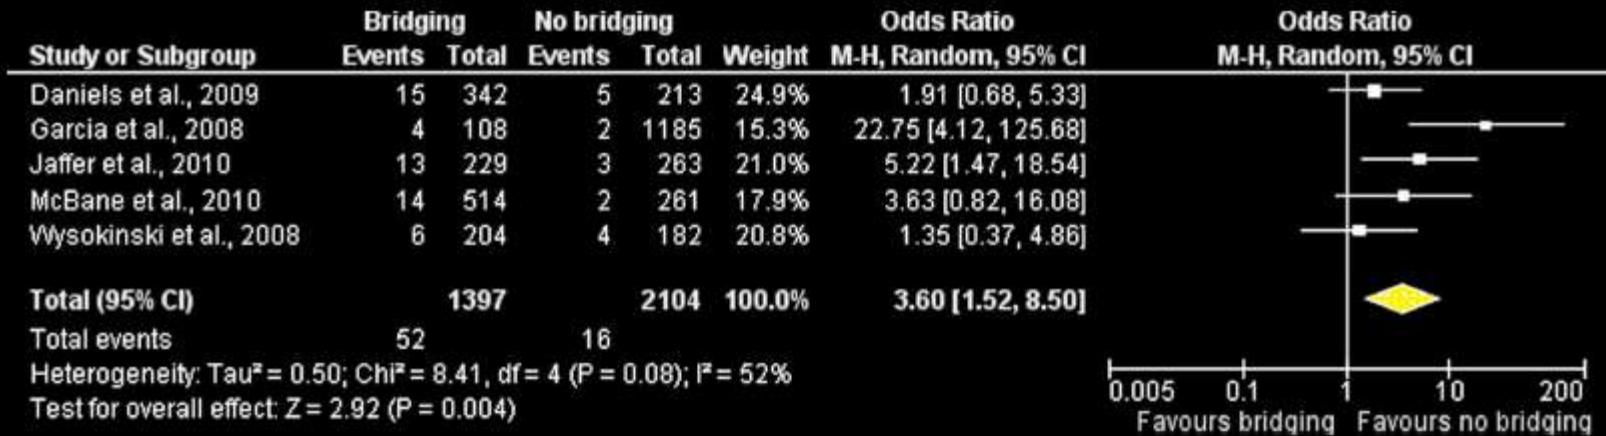 Bridging No bridging Odds Ratio Odds Ratio
Study or Subgroup Events Total Events Total Weight M-H, Random, 95% CI M-H, Random, 95% CI
Daniels et al., 2009 15 342 5 213 24.9% 1.91 [0.68, 5.33]
Garcia et al., 2008 4 108 2 1185 15.3% 22.75 [4.12, 125.68]
Jaffer et al., 2010 13 229 3 263 21.0% 5.22 [1.47, 18.54]
McBane et al., 2010 14 514 2 261 17.9% 3.63 [0.82, 16.08]
Wysokinski et al., 2008 6 204 4 182 20.8% 1.35 [0.37, 4.86]
Total (95% CI) 1397 2104 100.0% 3.60 [1.52, 8.50]
Total events 52 16
Heterogeneity: Tau² = 0.50; Chi² = 8.41, df = 4 (P = 0.08); I² = 52%
Test for overall effect: Z = 2.92 (P = 0.004)
0.005 0.1 1 10 200
Favours bridging Favours no bridging